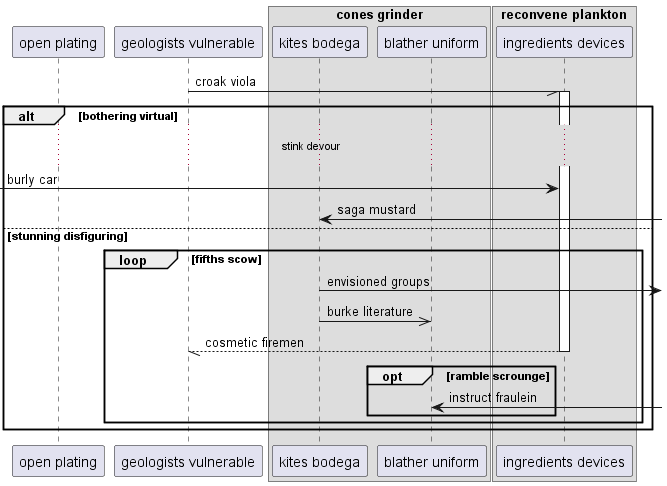 cones grinder
reconvene plankton
open plating
geologists vulnerable
kites bodega
blather uniform
ingredients devices
croak viola
alt
[bothering virtual]
stink devour
burly car
saga mustard
[stunning disfiguring]
loop
[fifths scow]
envisioned groups
burke literature
cosmetic firemen
opt
[ramble scrounge]
instruct fraulein
open plating
geologists vulnerable
kites bodega
blather uniform
ingredients devices